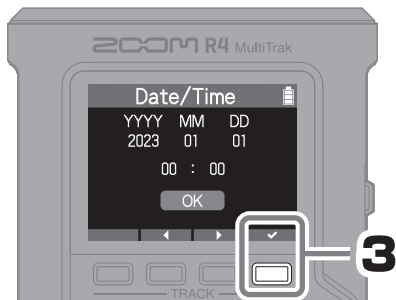 ZOOM R4 MultiTrak
Date/Time
YYYY MM DD
2023 01 01
00 : 00
OK
3
TRACK